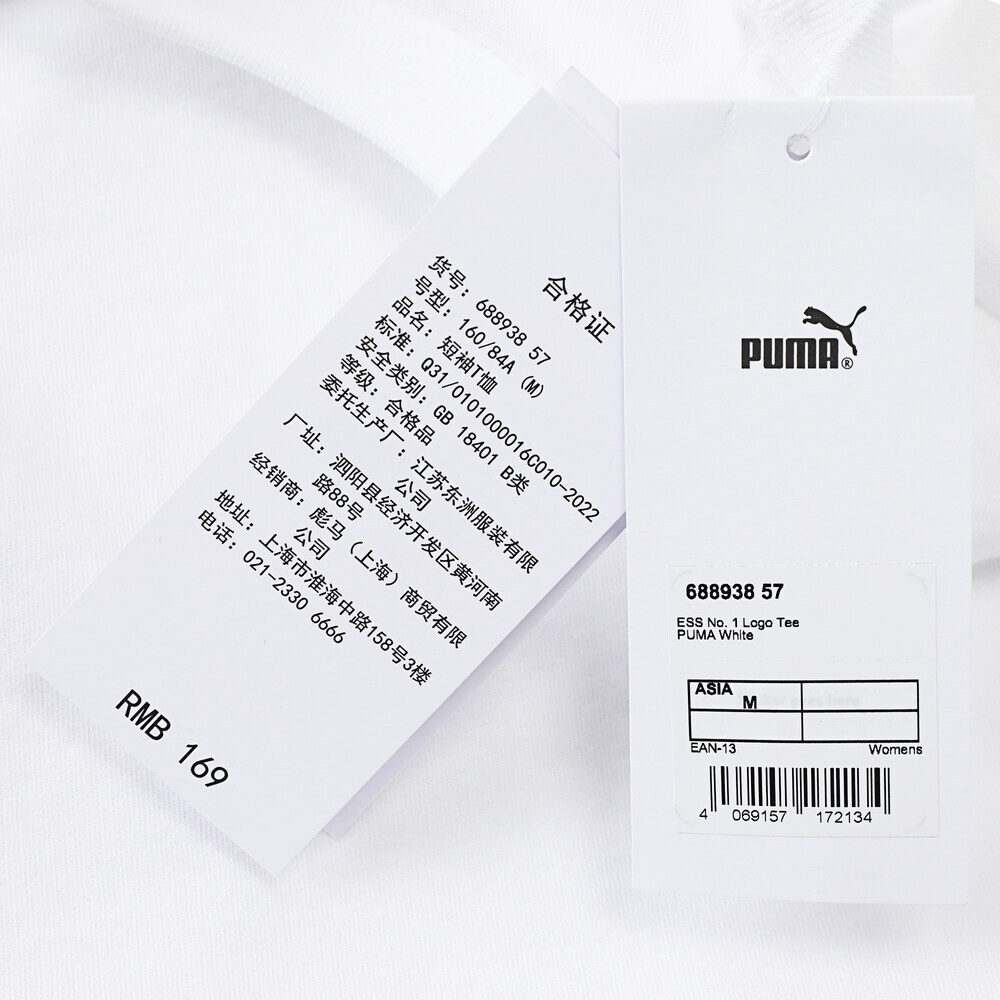 合格证
货号: 688938 57
号型: 160/84A (M)
品名: 短袖T恤
标准: Q31/0101000016C010-2022
安全类别: GB 18401 B类
等级: 合格品
委托生产厂: 江苏东洲服装有限
公司
厂址: 泗阳县经济开发区黄河南
路88号
经销商: 彪马（上海）商贸有限
公司
地址: 上海市淮海中路158号3楼
电话: 021-2330 6666
RMB 169
PUMA®
688938 57
ESS No. 1 Logo Tee
PUMA White
ASIA
M
EAN-13 Womens
4 069157 172134